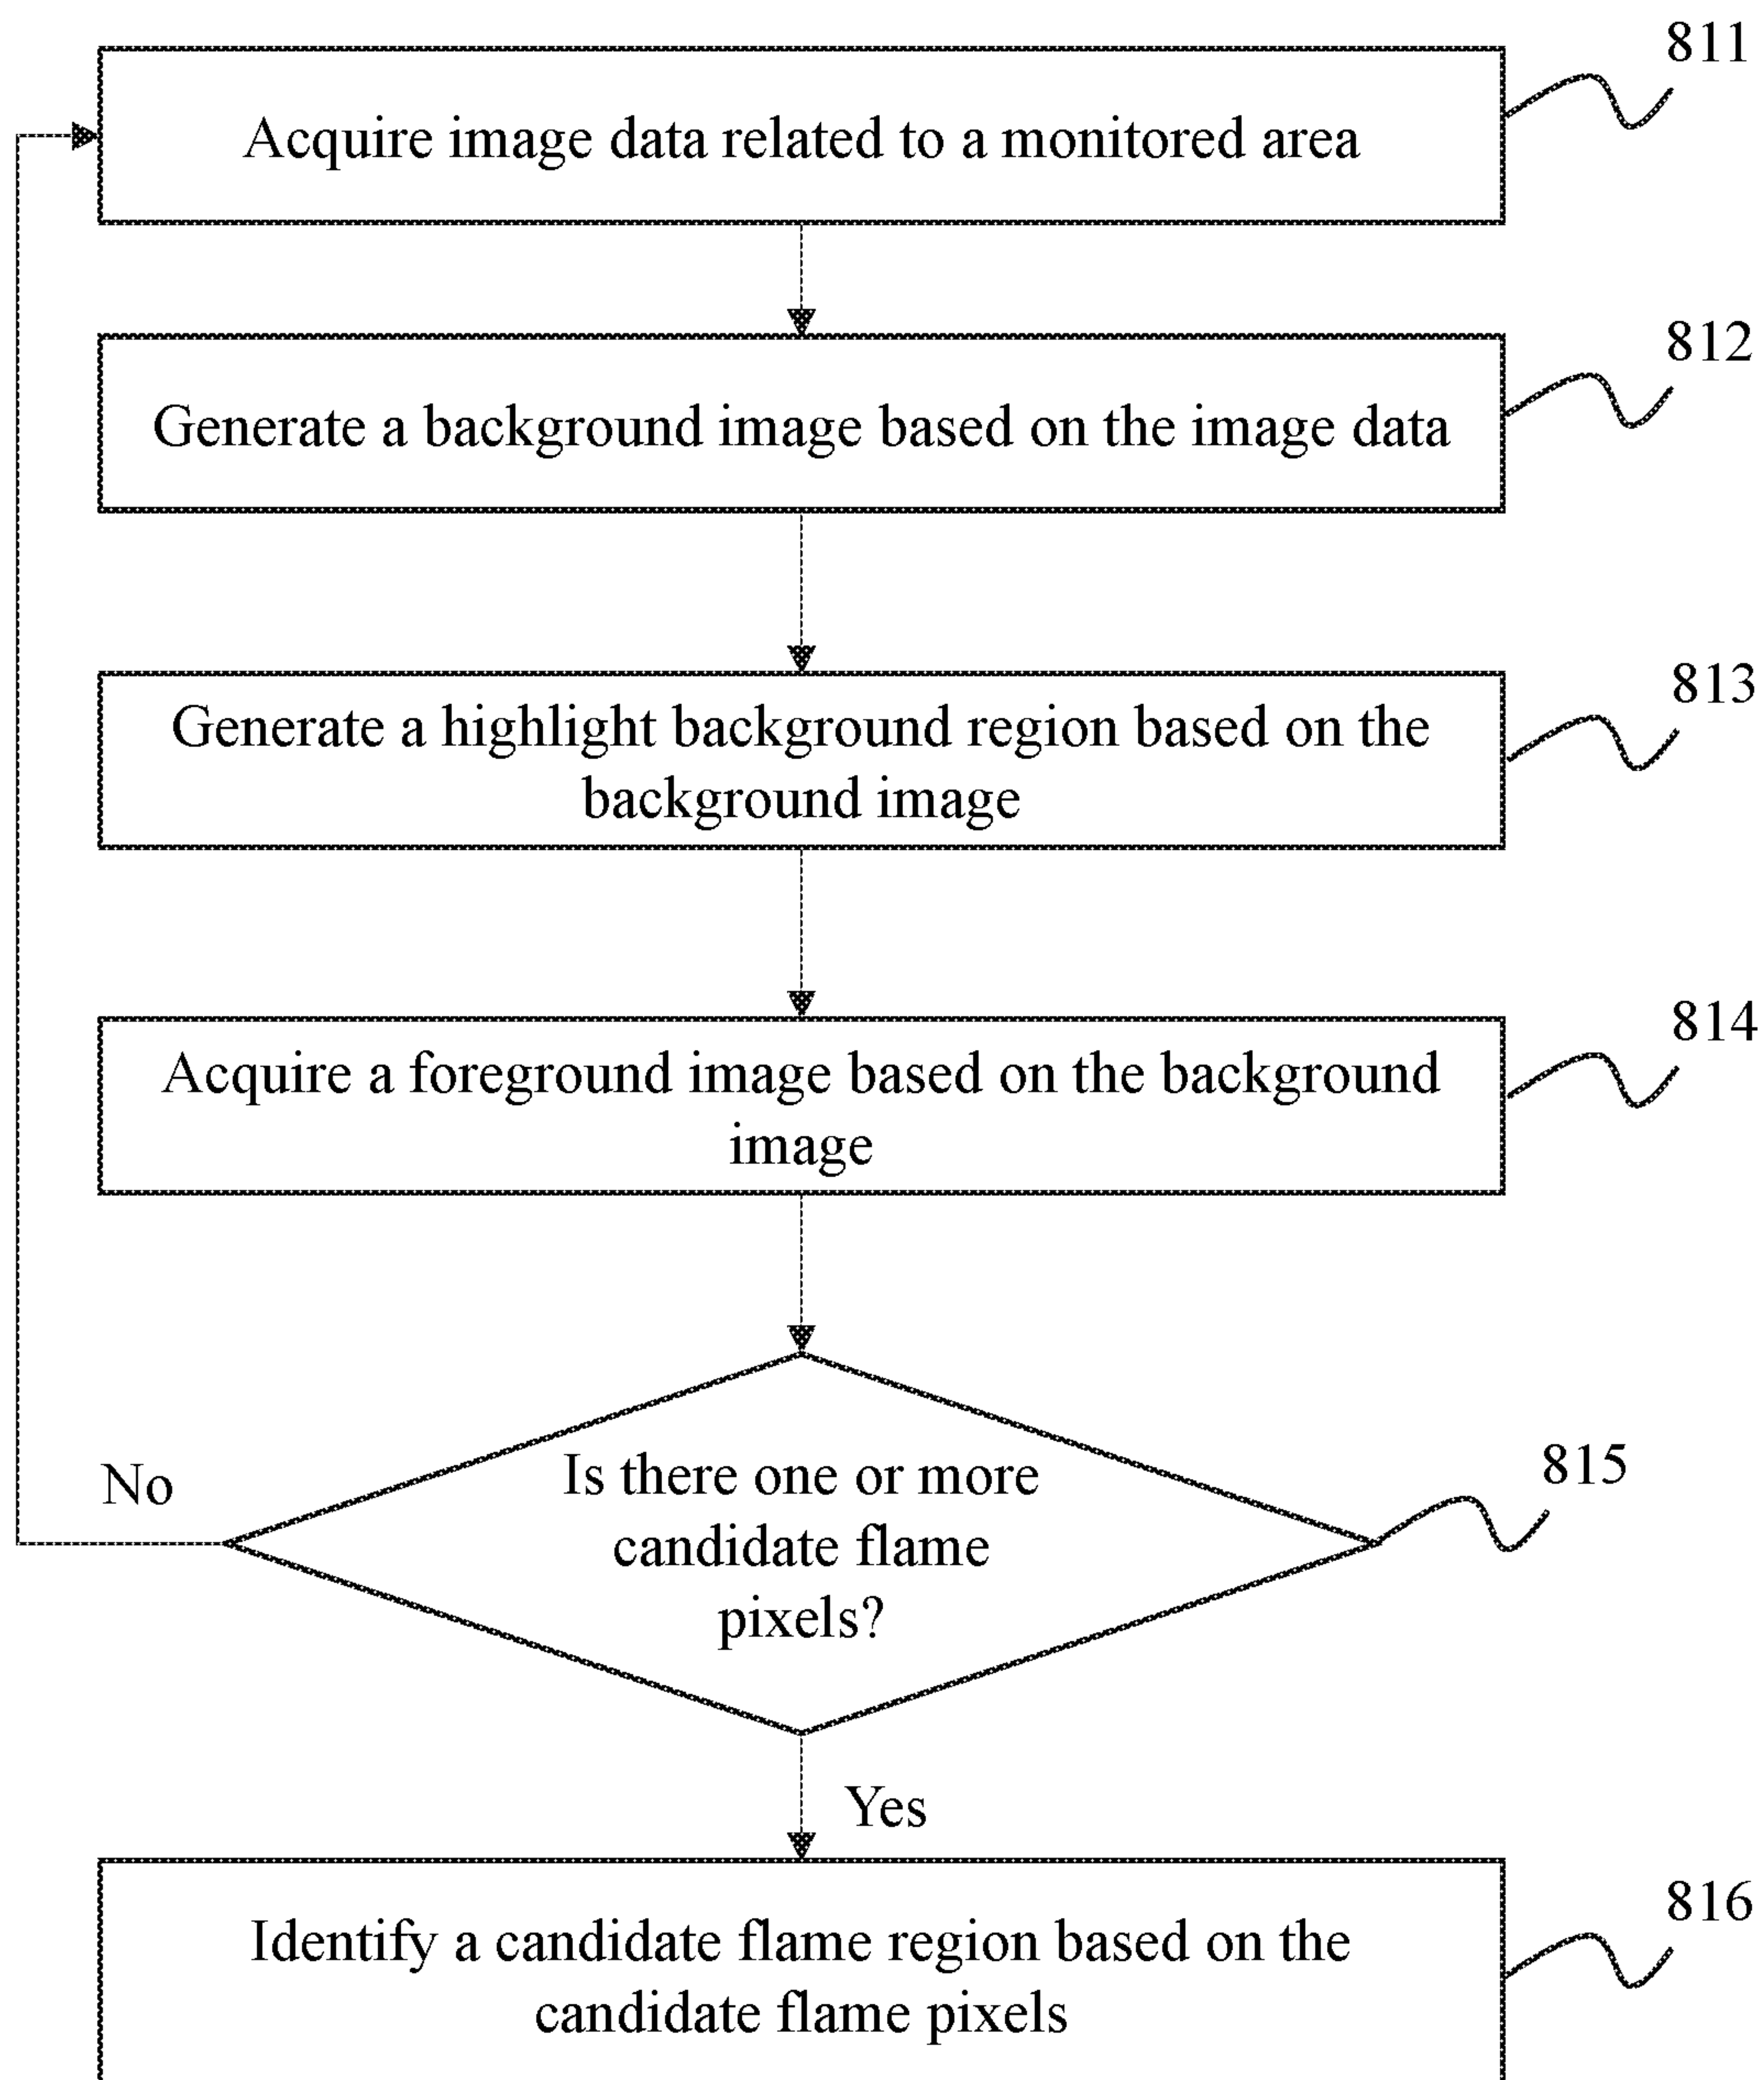 811
Acquire image data related to a monitored area
812
Generate a background image based on the image data
813
Generate a highlight background region based on the
background image
814
Acquire a foreground image based on the background
image
815
No
Is there one or more
candidate flame
pixels?
Yes
816
Identify a candidate flame region based on the
candidate flame pixels